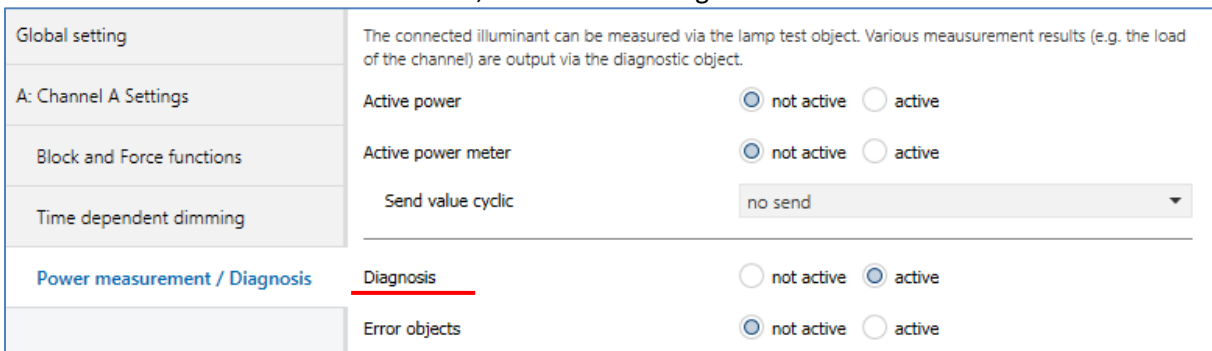 Global setting
The connected illuminant can be measured via the lamp test object. Various meausurement results (e.g. the load
of the channel) are output via the diagnostic object.
A: Channel A Settings
Active power
not active
active
Block and Force functions
Active power meter
not active
active
Send value cyclic
no send
Time dependent dimming
Power measurement / Diagnosis
Diagnosis
not active
active
Error objects
not active
active